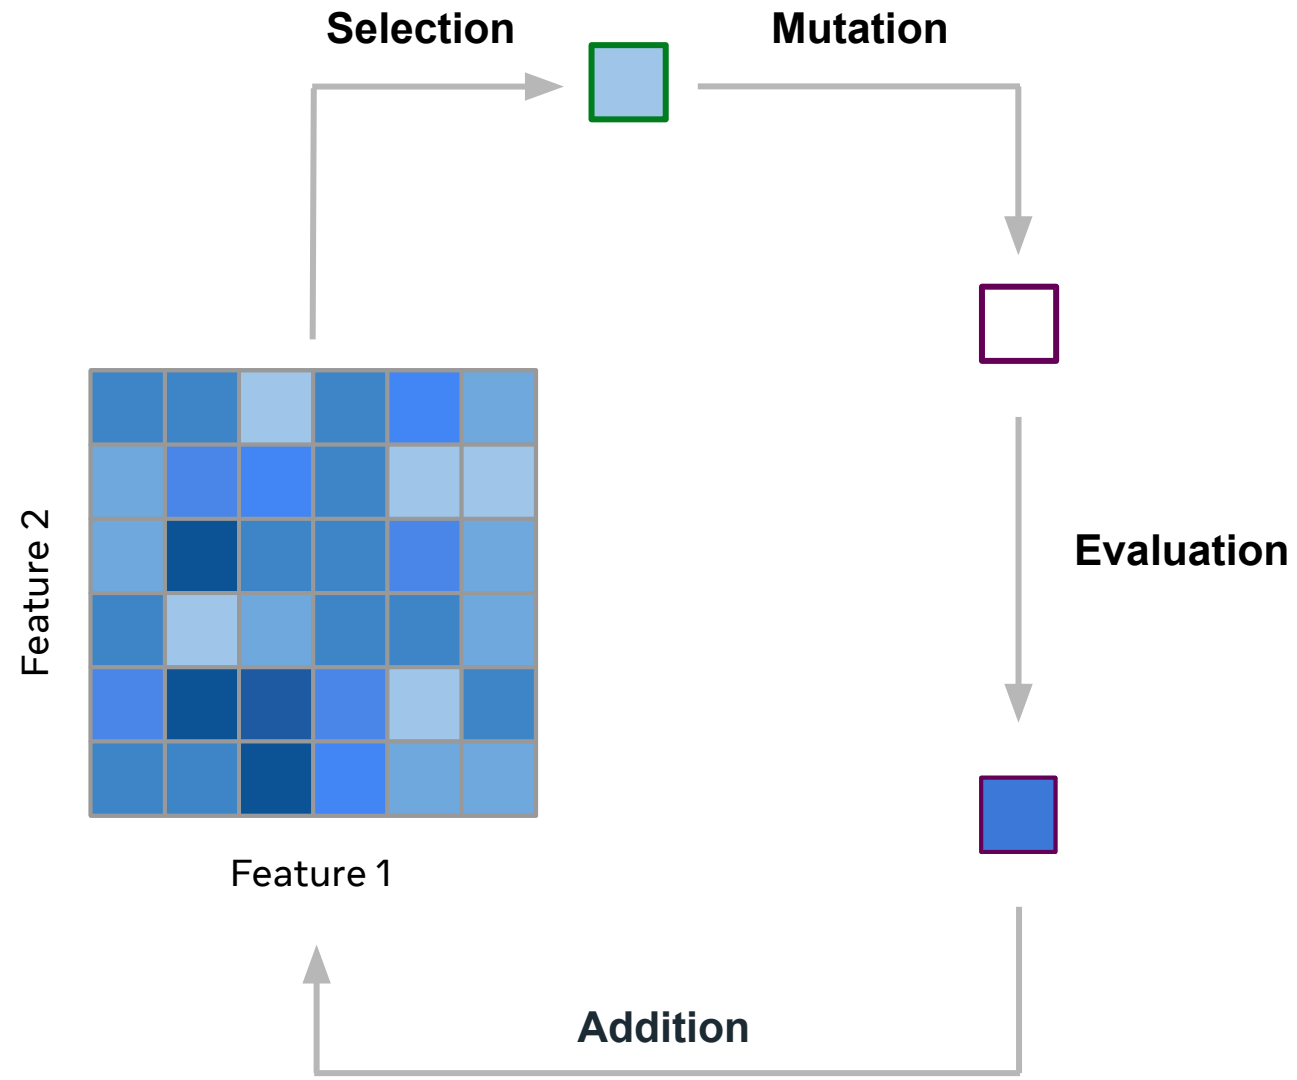 Selection
Mutation
Feature 2
Evaluation
Feature 1
Addition